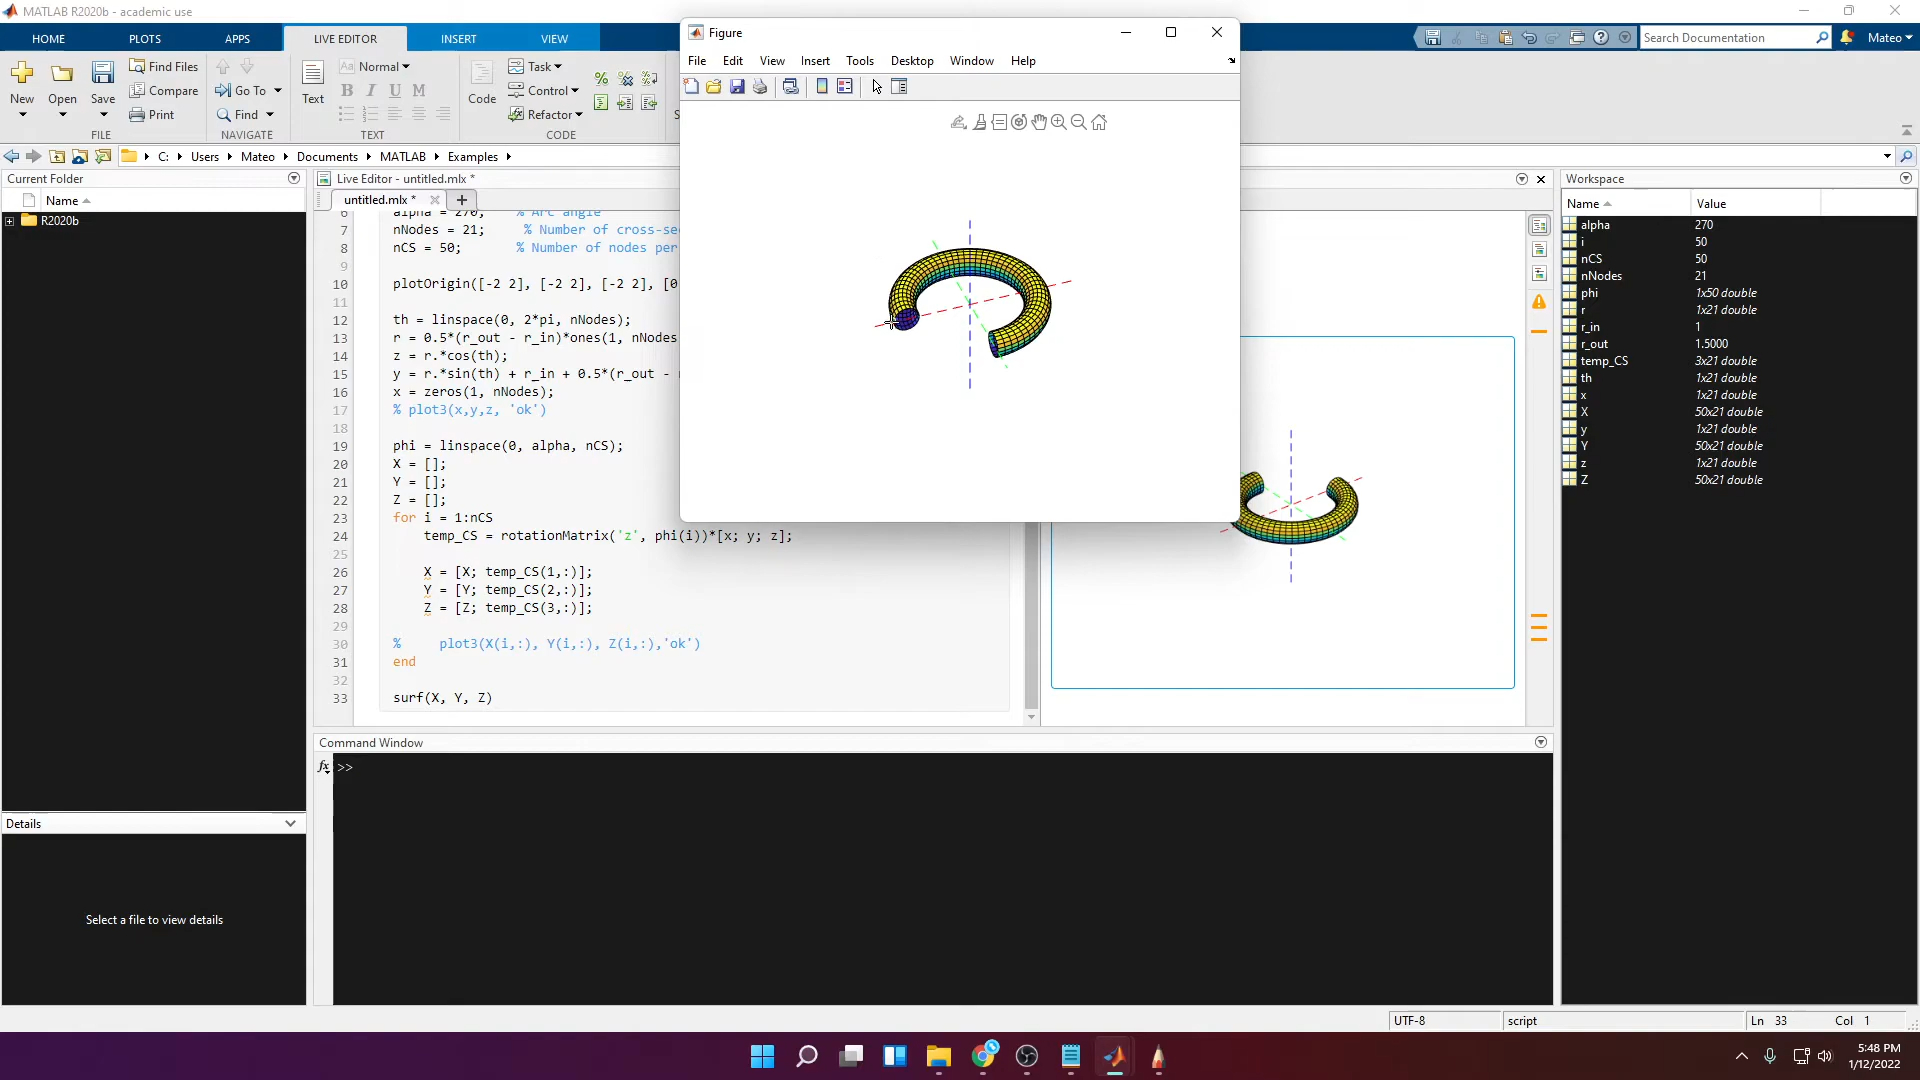 MATLAB R2020b - academic use
HOME
PLOTS
APPS
LIVE EDITOR
INSERT
VIEW
Search Documentation
Mateo
New
Open
Save
Find Files
Compare
Print
FILE
Go To
Find
NAVIGATE
Text
Normal
B I U M
TEXT
Code
Task
Control
Refactor
CODE
C: Users Mateo Documents MATLAB Examples
Current Folder
Name
R2020b
Details
Select a file to view details
Live Editor - untitled.mlx *
untitled.mlx *
6 alpha = 270; % Arc angle
7 nNodes = 21; % Number of cross-se
8 nCS = 50; % Number of nodes per
9
10 plotOrigin([-2 2], [-2 2], [-2 2], [0
11
12 th = linspace(0, 2*pi, nNodes);
13 r = 0.5*(r_out - r_in)*ones(1, nNodes
14 z = r.*cos(th);
15 y = r.*sin(th) + r_in + 0.5*(r_out -
16 x = zeros(1, nNodes);
17 % plot3(x,y,z, 'ok')
18
19 phi = linspace(0, alpha, nCS);
20 X = [];
21 Y = [];
22 Z = [];
23 for i = 1:nCS
24 temp_CS = rotationMatrix('z', phi(i))*[x; y; z];
25
26 X = [X; temp_CS(1,:)];
27 Y = [Y; temp_CS(2,:)];
28 Z = [Z; temp_CS(3,:)];
29
30 % plot3(X(i,:), Y(i,:), Z(i,:),'ok')
31 end
32
33 surf(X, Y, Z)
Figure
File Edit View Insert Tools Desktop Window Help
Command Window
fx >>
Workspace
Name Value
alpha 270
i 50
nCS 50
nNodes 21
phi 1x50 double
r 1x21 double
r_in 1
r_out 1.5000
temp_CS 3x21 double
th 1x21 double
x 1x21 double
X 50x21 double
y 1x21 double
Y 50x21 double
z 1x21 double
Z 50x21 double
UTF-8
script
Ln 33 Col 1
5:48 PM
1/12/2022